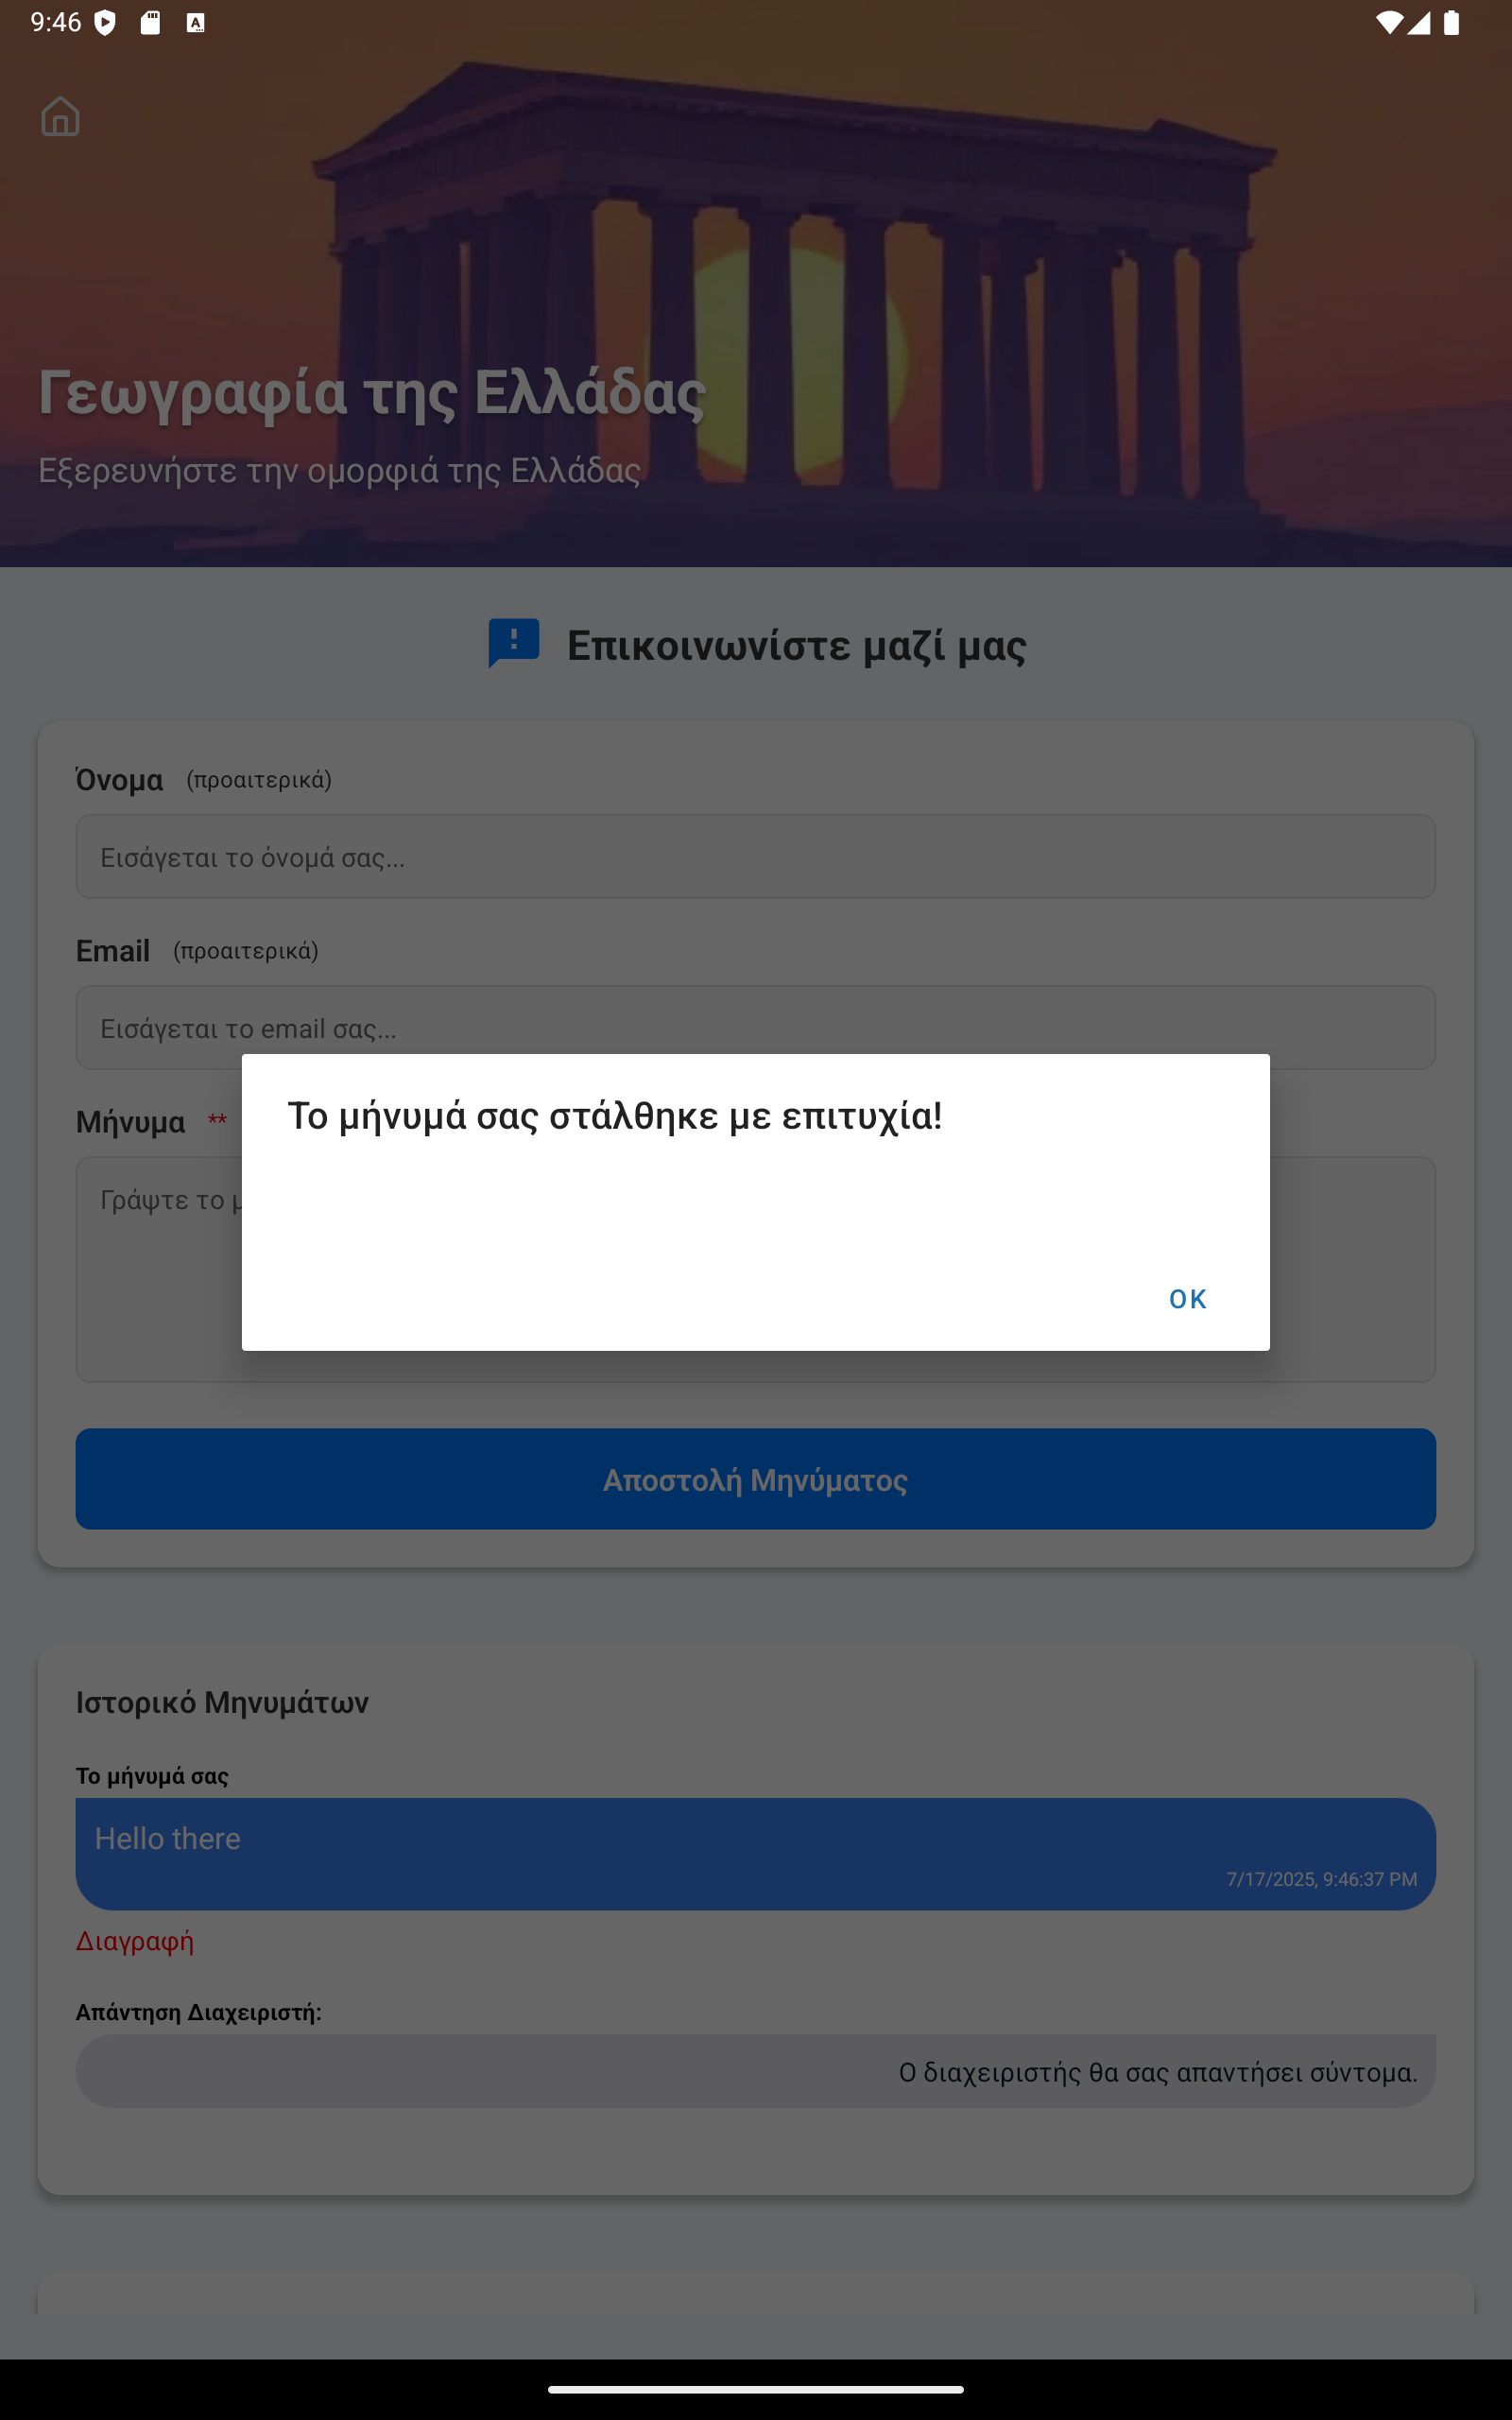 9:46
Γεωγραφία της Ελλάδας
Εξερευνήστε την ομορφιά της Ελλάδας
Επικοινωνίστε μαζί μας
Όνομα (προαιτερικά)
Εισάγεται το όνομά σας...
Email (προαιτερικά)
Εισάγεται το email σας...
Μήνυμα **
Γράψτε το
Το μήνυμά σας στάλθηκε με επιτυχία!
OK
Αποστολή Μηνύματος
Ιστορικό Μηνυμάτων
Το μήνυμά σας
Hello there
7/17/2025, 9:46:37 PM
Διαγραφή
Απάντηση Διαχειριστή:
Ο διαχειριστής θα σας απαντήσει σύντομα.